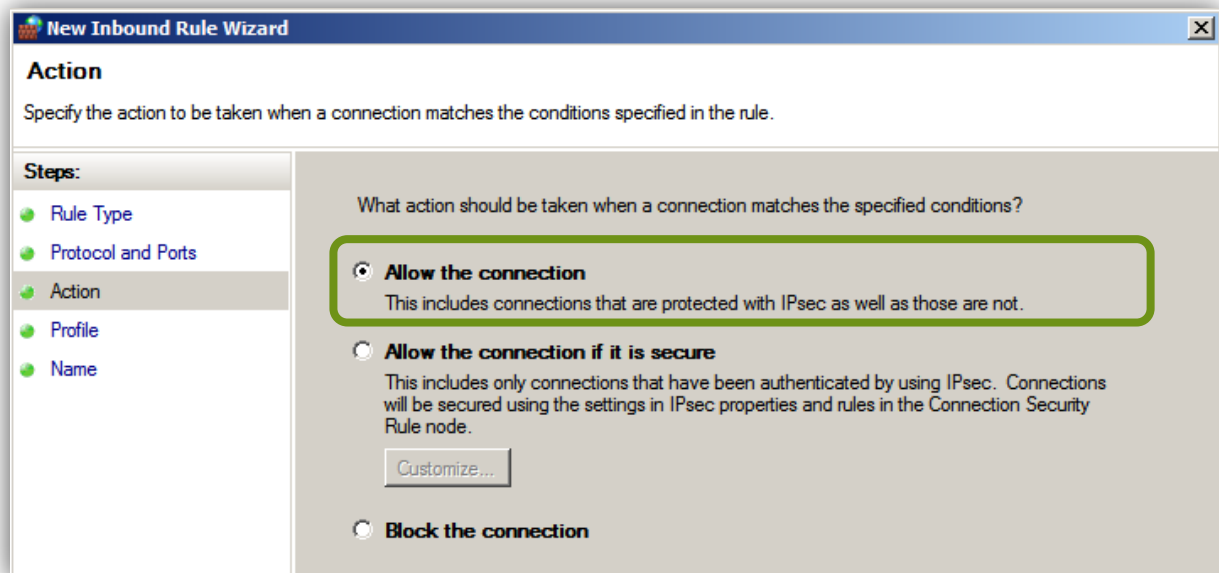 New Inbound Rule Wizard
Action
Specify the action to be taken when a connection matches the conditions specified in the rule.
Steps:
Rule Type
Protocol and Ports
Action
Profile
Name
What action should be taken when a connection matches the specified conditions?
Allow the connection
This includes connections that are protected with IPsec as well as those are not.
Allow the connection if it is secure
This includes only connections that have been authenticated by using IPsec. Connections
will be secured using the settings in IPsec properties and rules in the Connection Security
Rule node.
Customize...
Block the connection